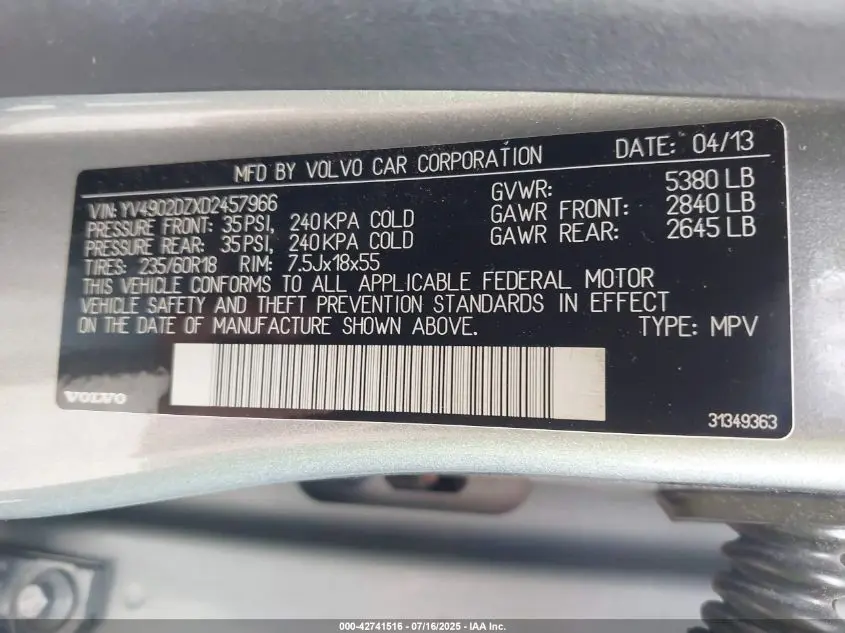 MFD BY VOLVO CAR CORPORATION DATE: 04/13
VIN: YV4902DZXD2457966
PRESSURE FRONT: 35PSI, 240KPA COLD
PRESSURE REAR: 35PSI, 240KPA COLD
TIRES: 235/60R18 RIM: 7.5Jx18x55
GVWR: 5380 LB
GAWR FRONT: 2840 LB
GAWR REAR: 2645 LB
THIS VEHICLE CONFORMS TO ALL APPLICABLE FEDERAL MOTOR
VEHICLE SAFETY AND THEFT PREVENTION STANDARDS IN EFFECT
ON THE DATE OF MANUFACTURE SHOWN ABOVE. TYPE: MPV
VOLVO
31349363
000-42741516 - 07/16/2025 - IAA Inc.